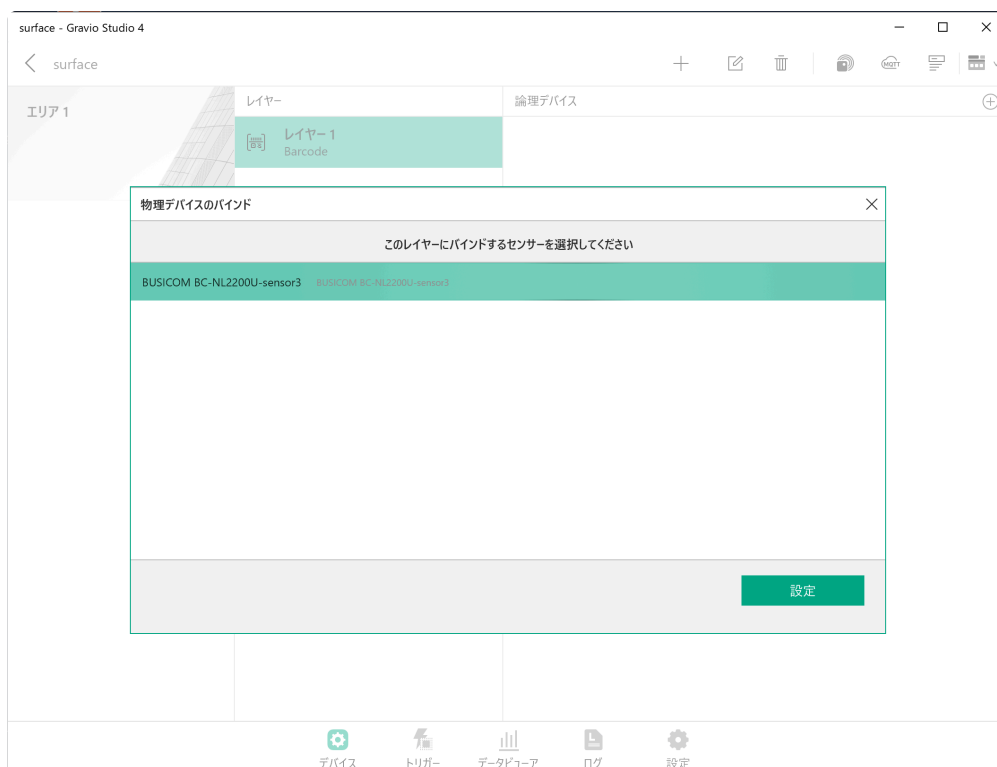 surface - Gravio Studio 4
surface
MQTT
エリア 1
レイヤー
論理デバイス
レイヤー 1
Barcode
物理デバイスのバインド
このレイヤーにバインドするセンサーを選択してください
BUSICOM BC-NL2200U-sensor3 BUSICOM BC-NL2200U-sensor3
設定
デバイス トリガー データビューア ログ 設定